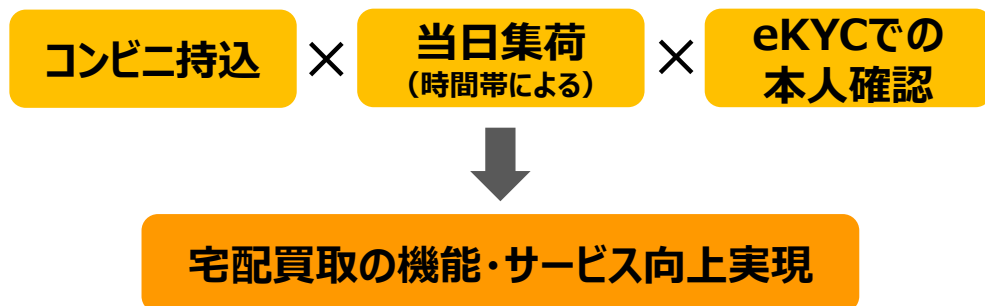 コンビニ持込
×
当日集荷
（時間帯による）
×
eKYCでの
本人確認
宅配買取の機能・サービス向上実現